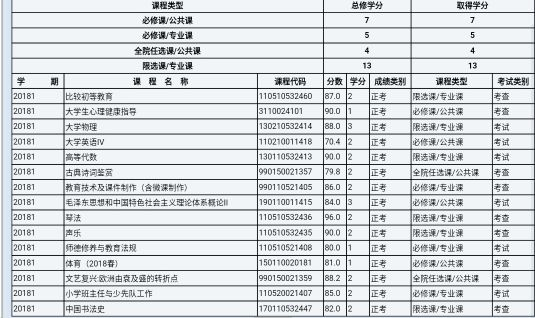 课程类型 总修学分 取得学分
必修课/公共课 7 7
必修课/专业课 5 5
全院任选课/公共课 4 4
限选课/专业课 13 13
学 期 课 程 名 称 课程代码 分数 学分 成绩类别 课程类型 考试类别
20181 比较初等教育 110510532460 87.0 2 正考 限选课/专业课 考查
20181 大学生心理健康指导 3110024101 90.0 1 正考 必修课/公共课 考查
20181 大学物理 130210532414 88.0 3 正考 限选课/专业课 考试
20181 大学英语IV 110210011418 70.4 2 正考 必修课/公共课 考试
20181 高等代数 130110532413 90.0 2 正考 限选课/专业课 考试
20181 古典诗词鉴赏 990150021357 79.8 2 正考 全院任选课/公共课 考查
20181 教育技术及课件制作（含微课制作） 990110521405 86.0 2 正考 必修课/专业课 考查
20181 毛泽东思想和中国特色社会主义理论体系概论II 190110011415 84.0 3 正考 必修课/公共课 考试
20181 琴法 110510532436 96.0 2 正考 限选课/专业课 考查
20181 声乐 110510532435 90.0 2 正考 限选课/专业课 考查
20181 师德修养与教育法规 110510521408 80.0 1 正考 必修课/专业课 考试
20181 体育（2018春） 150110020181 81.0 1 正考 必修课/公共课 考查
20181 文艺复兴:欧洲由衰及盛的转折点 990150021359 88.2 2 正考 全院任选课/公共课 考查
20181 小学班主任与少先队工作 110520021407 85.0 2 正考 必修课/专业课 考试
20181 中国书法史 170110532447 82.0 2 正考 限选课/专业课 考查